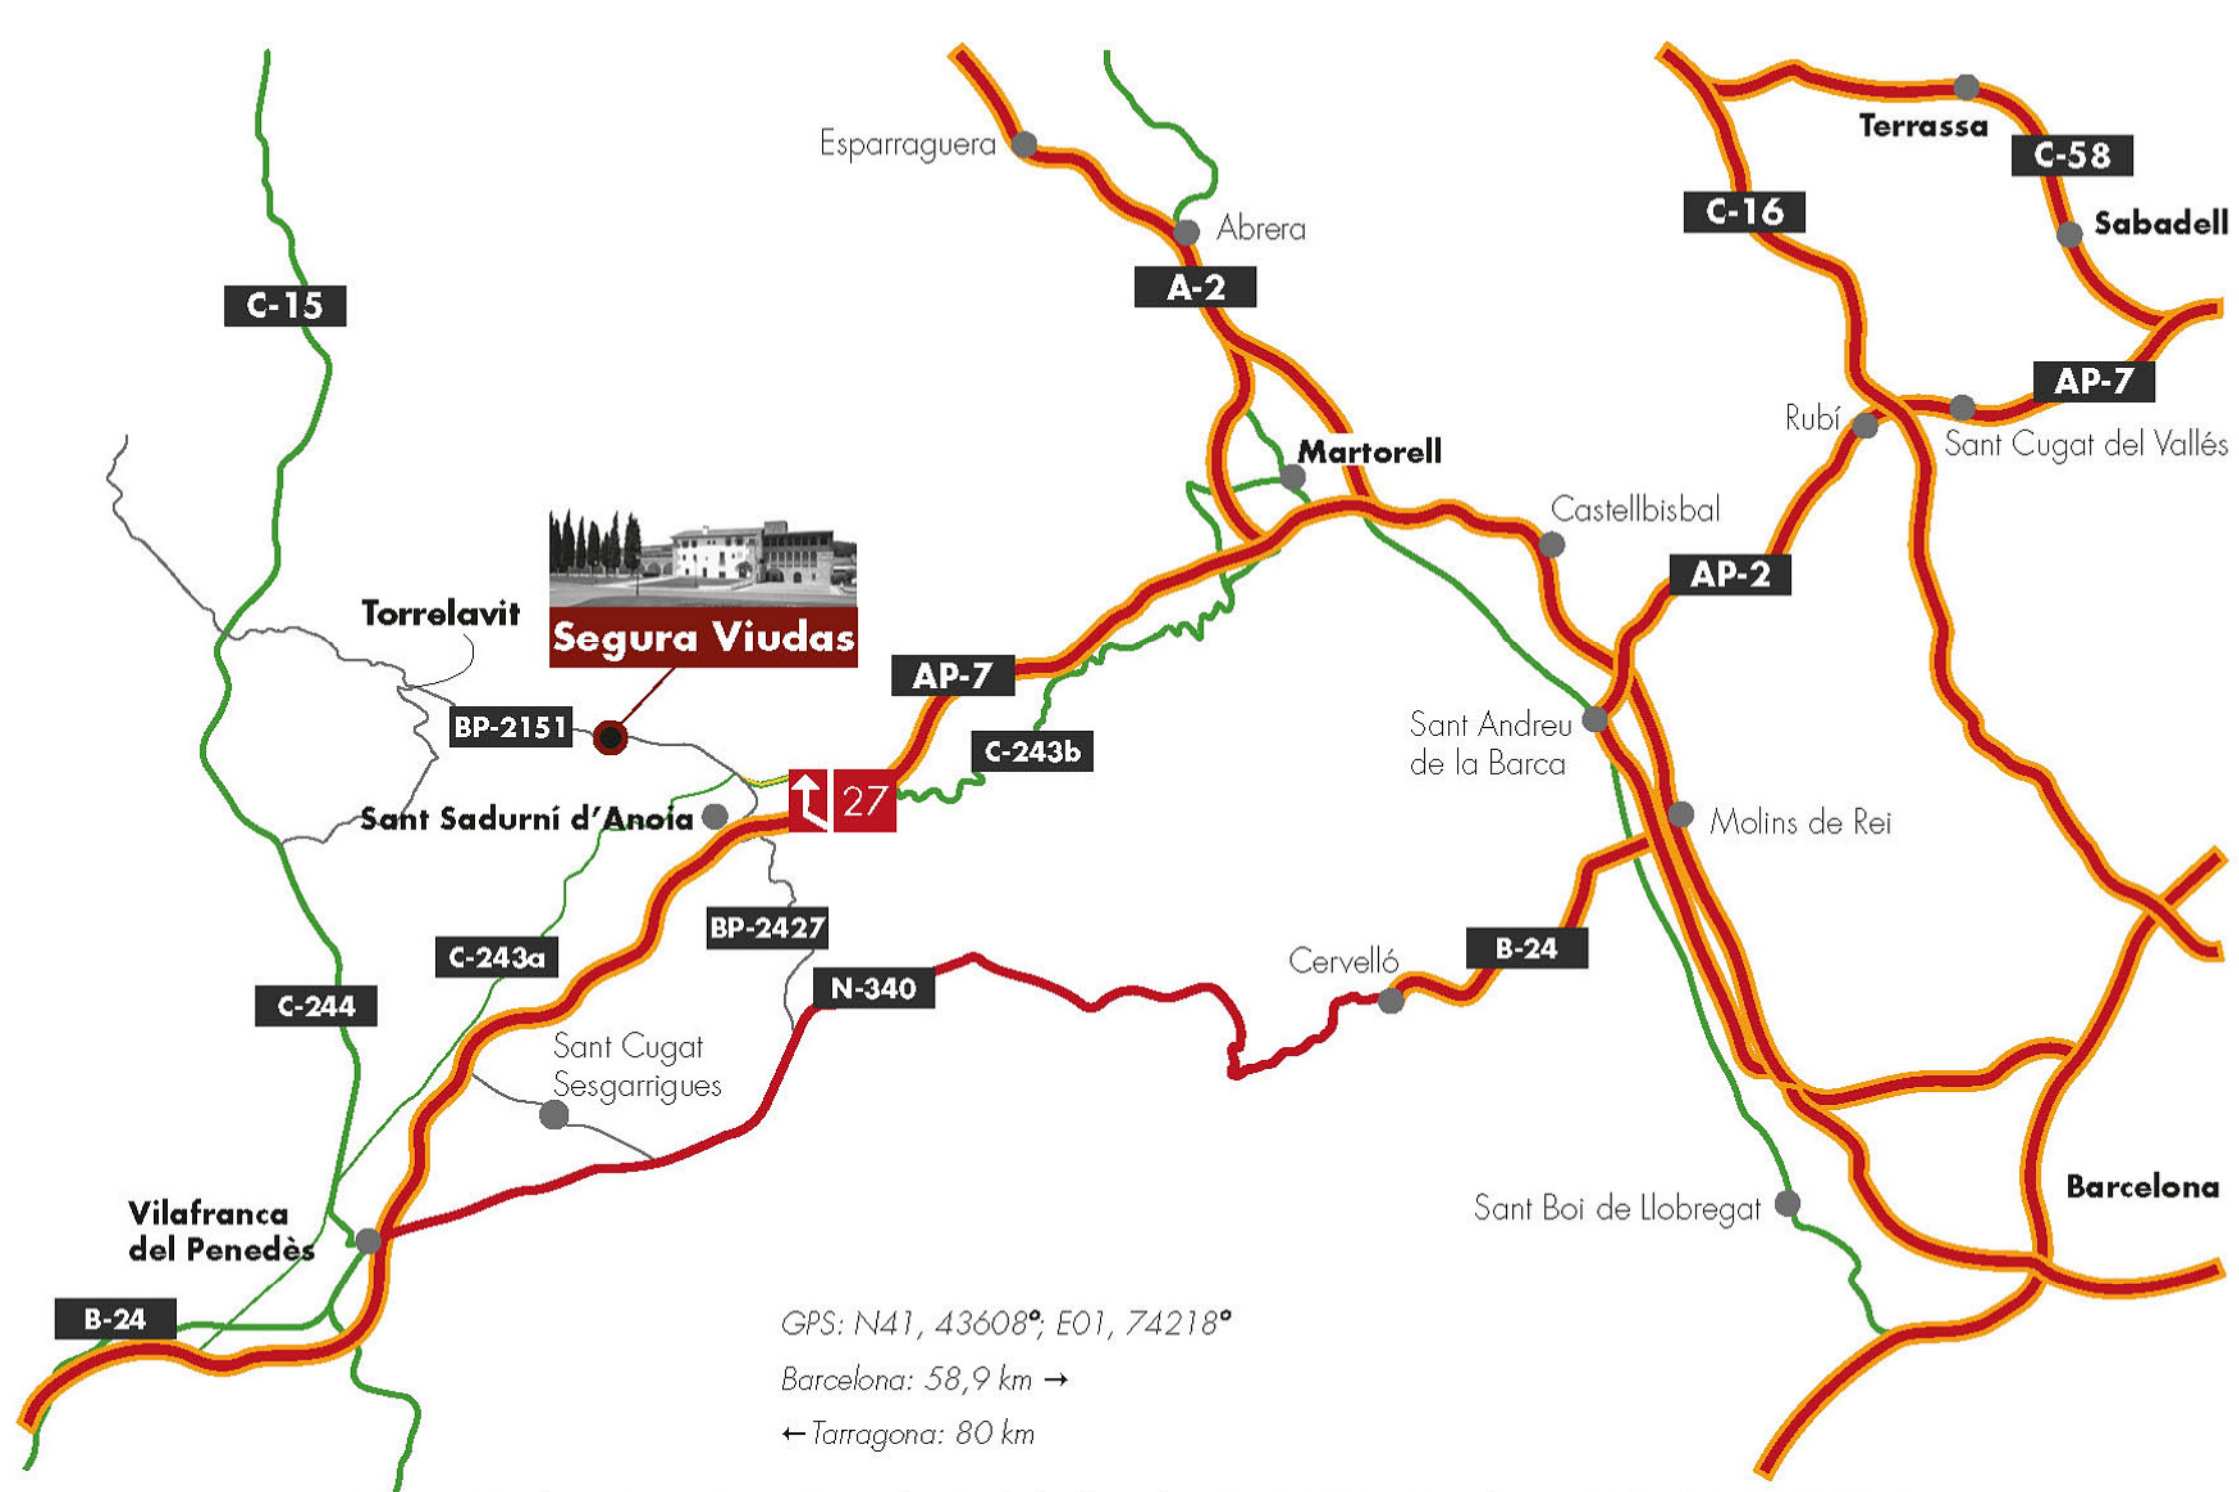 Esparraguera
Terrassa
C-58
C-16
Sabadell
Abrera
A-2
C-15
AP-7
Rubí
Sant Cugat del Vallés
Martorell
Castellbisbal
AP-2
Torrelavit
Segura Viudas
AP-7
BP-2151
C-243b
Sant Andreu
de la Barca
27
Sant Sadurní d'Anoia
Molins de Rei
BP-2427
C-243a
B-24
Cervelló
N-340
C-244
Sant Cugat
Sesgarrigues
Barcelona
Vilafranca
del Penedès
Sant Boi de Llobregat
B-24
GPS: N41, 43608º; E01, 74218º
Barcelona: 58,9 km →
← Tarragona: 80 km